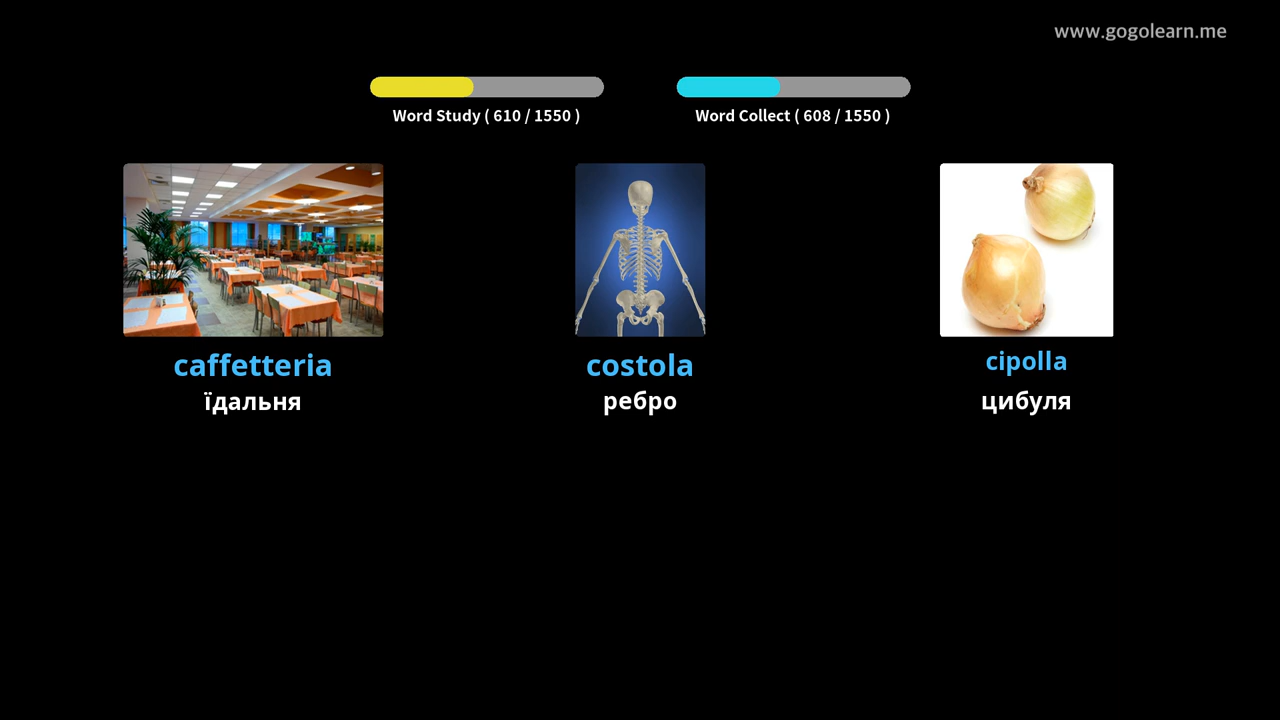 www.gogolearn.me
Word Study ( 610 / 1550 )
Word Collect ( 608 / 1550 )
caffetteria
їдальня
costola
ребро
cipolla
цибуля